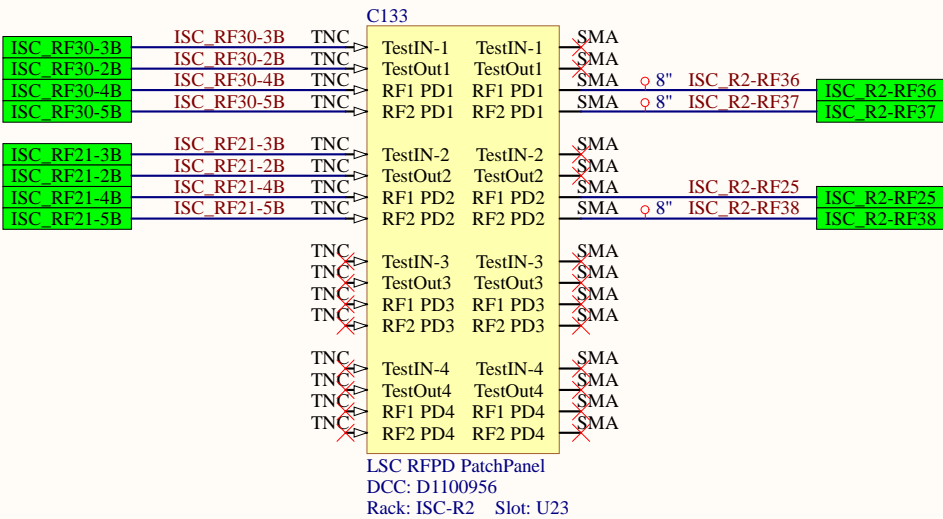 C133
ISC_RF30-3B ISC_RF30-3B TNC TestIN-1 TestIN-1 SMA
ISC_RF30-2B ISC_RF30-2B TNC TestOut1 TestOut1 SMA
ISC_RF30-4B ISC_RF30-4B TNC RF1 PD1 RF1 PD1 SMA 8" ISC_R2-RF36 ISC_R2-RF36
ISC_RF30-5B ISC_RF30-5B TNC RF2 PD1 RF2 PD1 SMA 8" ISC_R2-RF37 ISC_R2-RF37
ISC_RF21-3B ISC_RF21-3B TNC TestIN-2 TestIN-2 SMA
ISC_RF21-2B ISC_RF21-2B TNC TestOut2 TestOut2 SMA
ISC_RF21-4B ISC_RF21-4B TNC RF1 PD2 RF1 PD2 SMA ISC_R2-RF25 ISC_R2-RF25
ISC_RF21-5B ISC_RF21-5B TNC RF2 PD2 RF2 PD2 SMA 8" ISC_R2-RF38 ISC_R2-RF38
TNC TestIN-3 TestIN-3 SMA
TNC TestOut3 TestOut3 SMA
TNC RF1 PD3 RF1 PD3 SMA
TNC RF2 PD3 RF2 PD3 SMA
TNC TestIN-4 TestIN-4 SMA
TNC TestOut4 TestOut4 SMA
TNC RF1 PD4 RF1 PD4 SMA
TNC RF2 PD4 RF2 PD4 SMA
LSC RFPD PatchPanel
DCC: D1100956
Rack: ISC-R2 Slot: U23